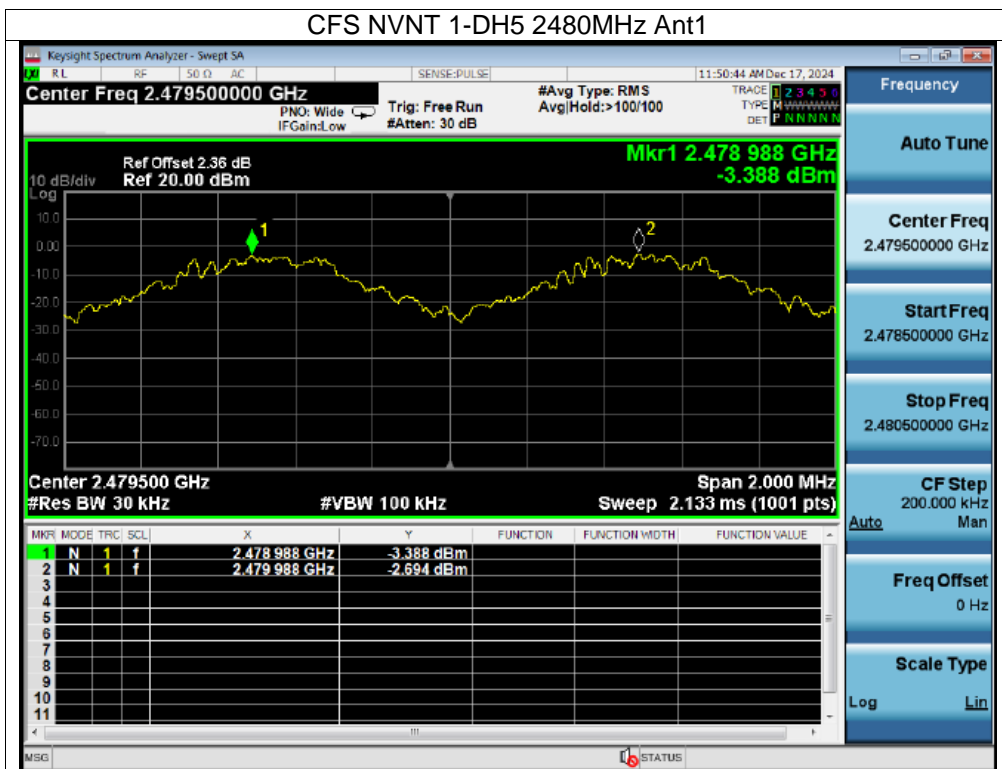 CFS NVNT 1-DH5 2480MHz Ant1
Keysight Spectrum Analyzer - Swept SA
RL RF 50 Ω AC SENSE:PULSE 11:50:44 AM Dec 17, 2024
Center Freq 2.479500000 GHz
PNO: Wide
IFGain:Low
Trig: Free Run
#Atten: 30 dB
#Avg Type: RMS
Avg|Hold:>100/100
TRACE 1 2 3 4 5 6
TYPE M WWWWW
DET P N N N N N
Frequency
Auto Tune
Center Freq
2.479500000 GHz
Start Freq
2.478500000 GHz
Stop Freq
2.480500000 GHz
CF Step
200.000 kHz
Auto Man
Freq Offset
0 Hz
Scale Type
Log Lin
Mkr1 2.478 988 GHz
-3.388 dBm
Ref Offset 2.36 dB
10 dB/div Ref 20.00 dBm
Log
10.0
0.00
-10.0
-20.0
-30.0
-40.0
-50.0
-60.0
-70.0
1
2
Center 2.479500 GHz Span 2.000 MHz
#Res BW 30 kHz #VBW 100 kHz Sweep 2.133 ms (1001 pts)
MKR MODE TRC SCL X Y FUNCTION FUNCTION WIDTH FUNCTION VALUE
1 N 1 f 2.478 988 GHz -3.388 dBm
2 N 1 f 2.479 988 GHz -2.694 dBm
3
4
5
6
7
8
9
10
11
MSG STATUS